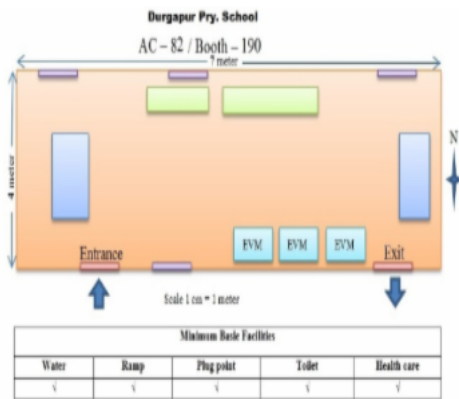 Durgapur Pry. School
AC – 82 / Booth – 190
7 meter
4 meter
N
EVM EVM EVM
Entrance
Exit
Scale 1 cm = 1 meter
Minimum Basic Facilities
Water Ramp Plug point Toilet Health care
√ √ √ √ √